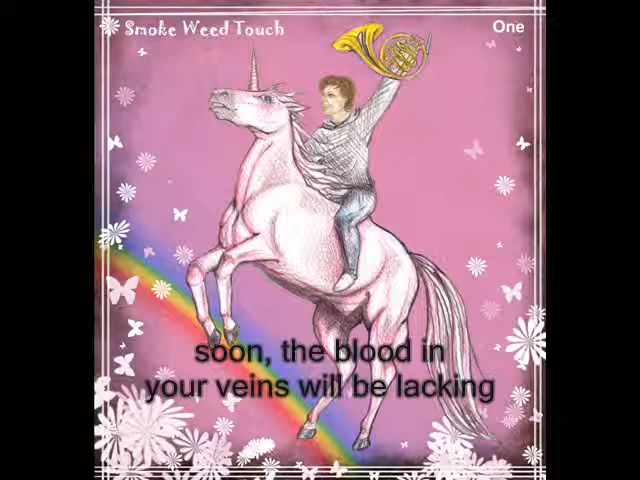 Smoke Weed Touch
One
soon, the blood in
your veins will be lacking